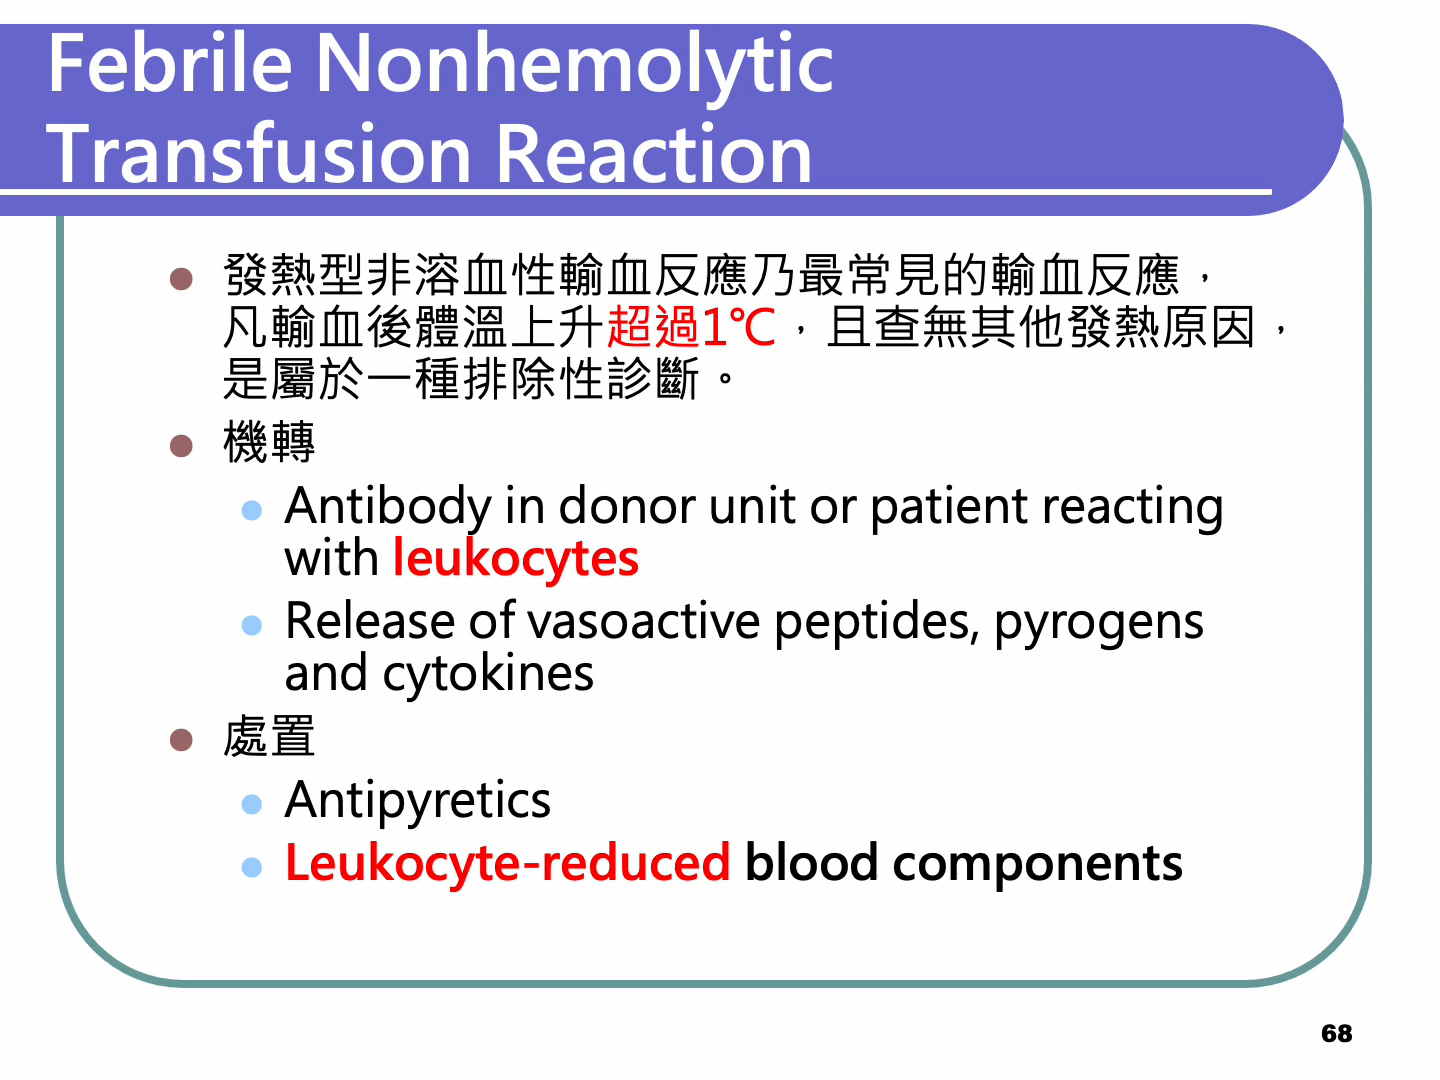 Febrile Nonhemolytic
Transfusion Reaction
發熱型非溶血性輸血反應乃最常見的輸血反應，
凡輸血後體溫上升超過1℃，且查無其他發熱原因，
是屬於一種排除性診斷。
機轉
Antibody in donor unit or patient reacting
with leukocytes
Release of vasoactive peptides, pyrogens
and cytokines
處置
Antipyretics
Leukocyte-reduced blood components
68